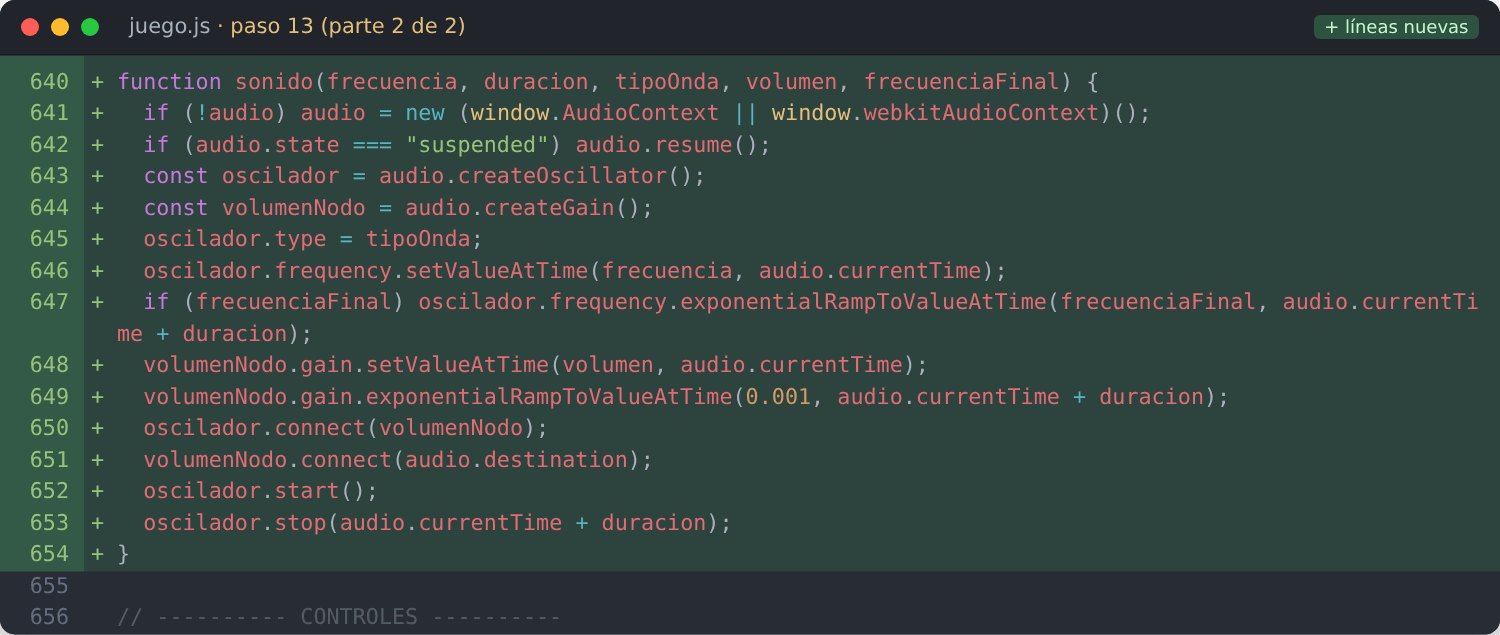 juego.js · paso 13 (parte 2 de 2)
+ líneas nuevas
640 + function sonido(frecuencia, duracion, tipoOnda, volumen, frecuenciaFinal) {
641 +   if (!audio) audio = new (window.AudioContext || window.webkitAudioContext)();
642 +   if (audio.state === "suspended") audio.resume();
643 +   const oscilador = audio.createOscillator();
644 +   const volumenNodo = audio.createGain();
645 +   oscilador.type = tipoOnda;
646 +   oscilador.frequency.setValueAtTime(frecuencia, audio.currentTime);
647 +   if (frecuenciaFinal) oscilador.frequency.exponentialRampToValueAtTime(frecuenciaFinal, audio.currentTi
me + duracion);
648 +   volumenNodo.gain.setValueAtTime(volumen, audio.currentTime);
649 +   volumenNodo.gain.exponentialRampToValueAtTime(0.001, audio.currentTime + duracion);
650 +   oscilador.connect(volumenNodo);
651 +   volumenNodo.connect(audio.destination);
652 +   oscilador.start();
653 +   oscilador.stop(audio.currentTime + duracion);
654 + }
655
656   // ---------- CONTROLES ----------